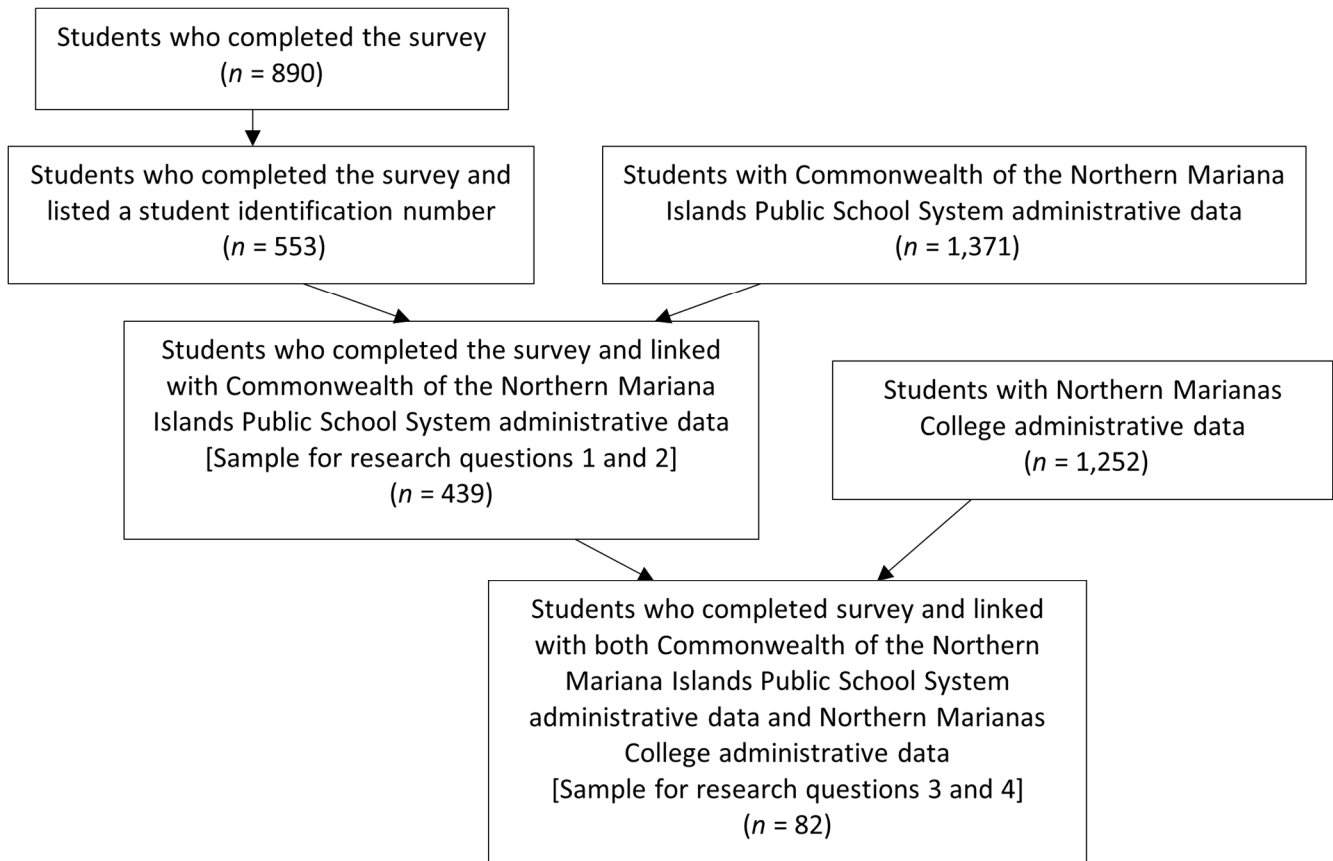 Students who completed the survey
(n = 890)
Students who completed the survey and
listed a student identification number
(n = 553)
Students with Commonwealth of the Northern Mariana
Islands Public School System administrative data
(n = 1,371)
Students who completed the survey and linked
with Commonwealth of the Northern Mariana
Islands Public School System administrative data
[Sample for research questions 1 and 2]
(n = 439)
Students with Northern Marianas
College administrative data
(n = 1,252)
Students who completed survey and linked
with both Commonwealth of the Northern
Mariana Islands Public School System
administrative data and Northern Marianas
College administrative data
[Sample for research questions 3 and 4]
(n = 82)